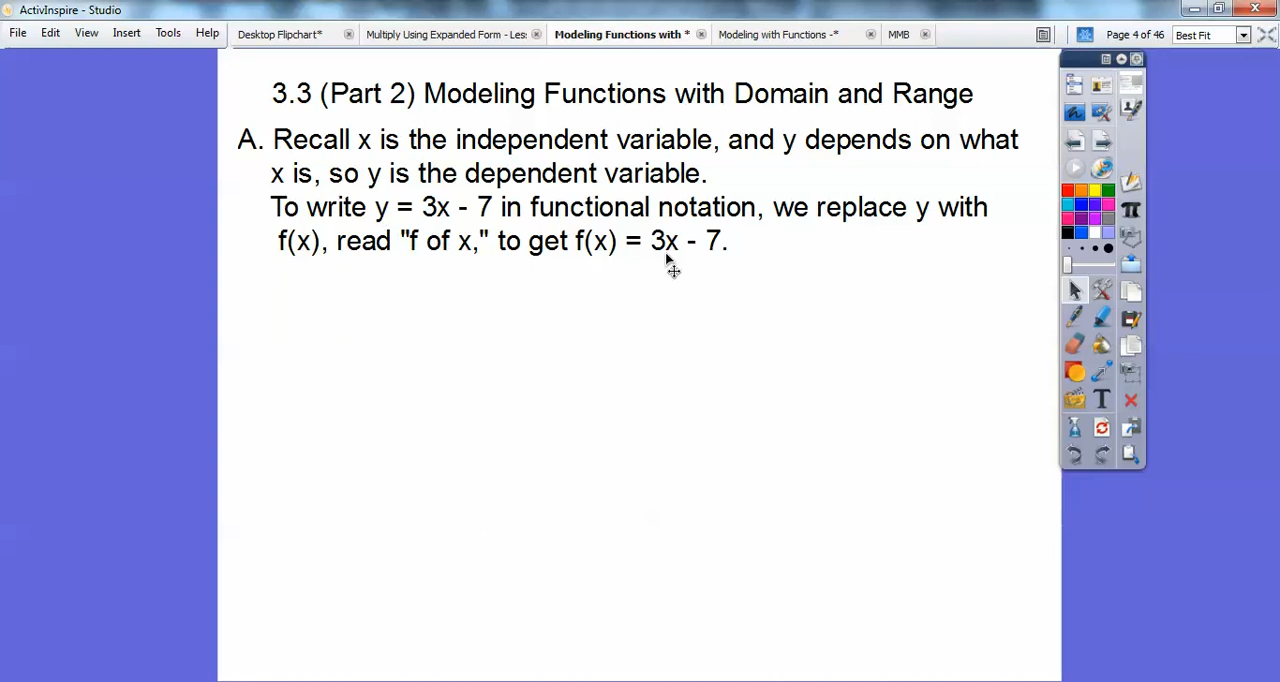 ActivInspire - Studio
File Edit View Insert Tools Help Desktop Flipchart* Multiply Using Expanded Form - Les: Modeling Functions with * Modeling with Functions -* MMB Page 4 of 46 Best Fit
3.3 (Part 2) Modeling Functions with Domain and Range
A. Recall x is the independent variable, and y depends on what
x is, so y is the dependent variable.
To write y = 3x - 7 in functional notation, we replace y with
f(x), read "f of x," to get f(x) = 3x - 7.